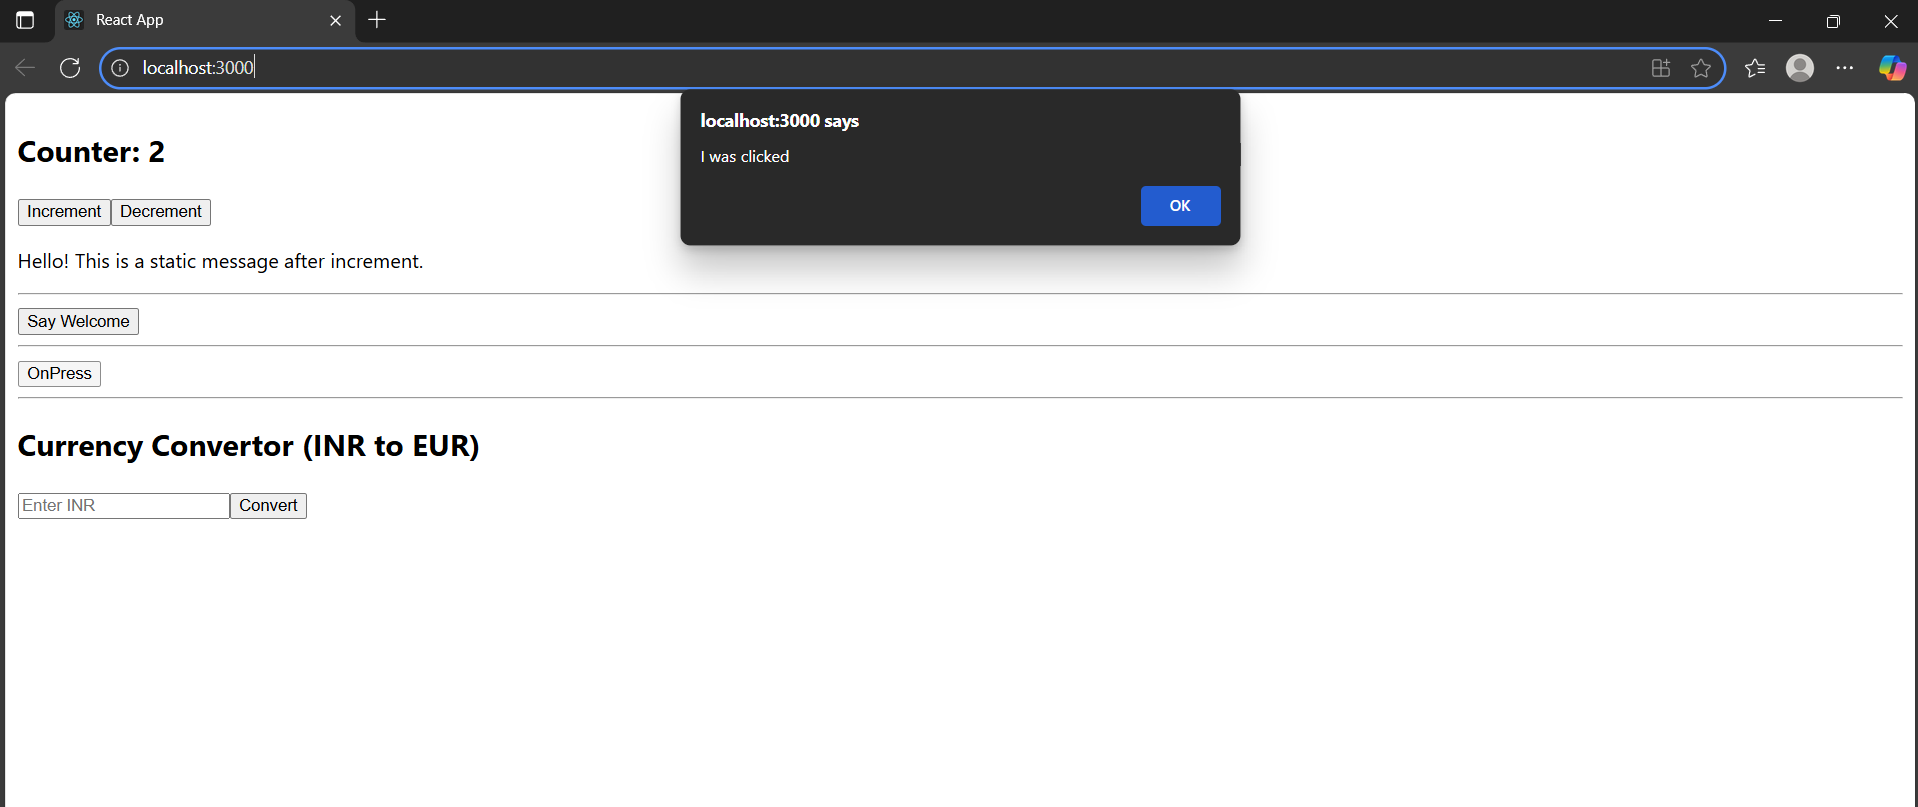 React App
localhost:3000
localhost:3000 says
I was clicked
OK
Counter: 2
Increment Decrement
Hello! This is a static message after increment.
Say Welcome
OnPress
Currency Convertor (INR to EUR)
Enter INR Convert